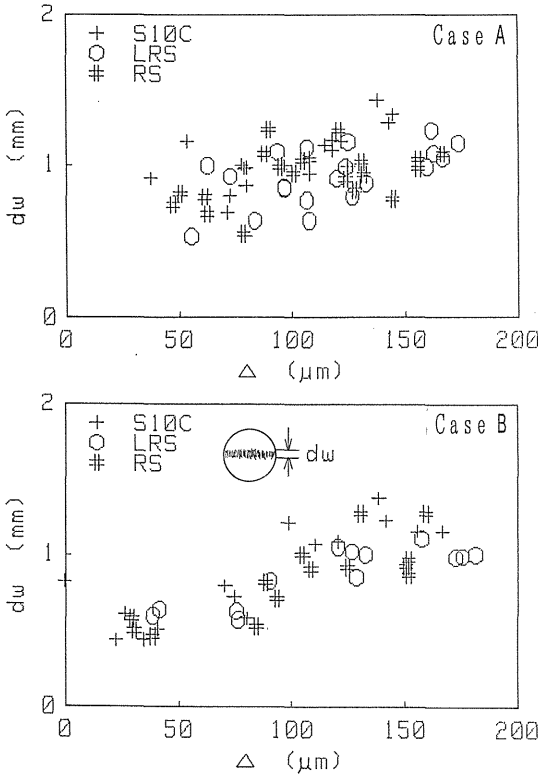 2
+ S10C
○ LRS
# RS
Case A
dw (mm)
1
0
0 50 100 150 200
△ (μm)
2
+ S10C
○ LRS
# RS
Case B
dw
dw (mm)
1
0
0 50 100 150 200
△ (μm)